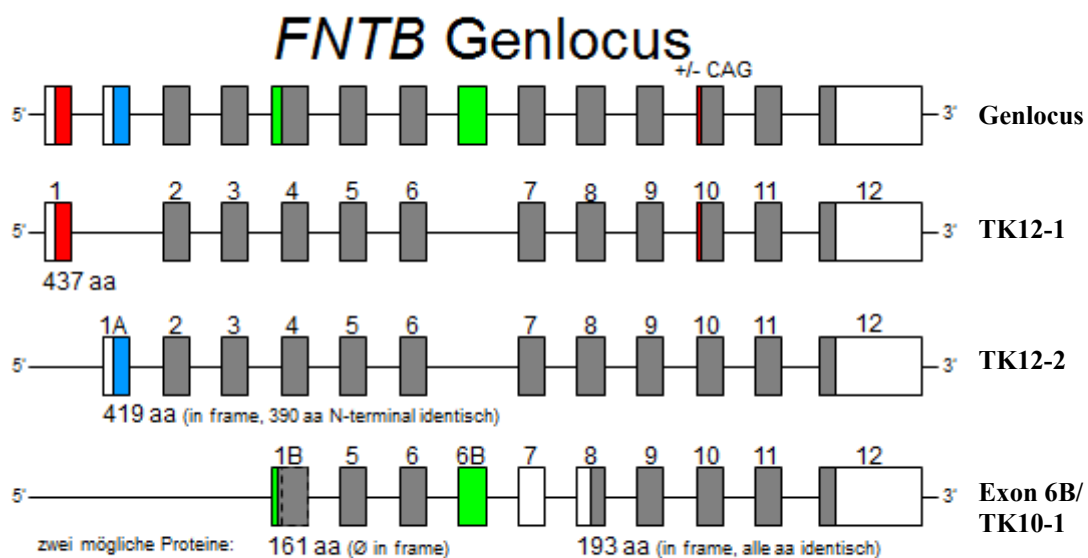 FNTB Genlocus
+/- CAG
5' 3' Genlocus
1 2 3 4 5 6 7 8 9 10 11 12
5' 3' TK12-1
437 aa
1A 2 3 4 5 6 7 8 9 10 11 12
5' 3' TK12-2
419 aa (in frame, 390 aa N-terminal identisch)
1B 5 6 6B 7 8 9 10 11 12
5' 3' Exon 6B/
TK10-1
zwei mögliche Proteine: 161 aa (Ø in frame) 193 aa (in frame, alle aa identisch)